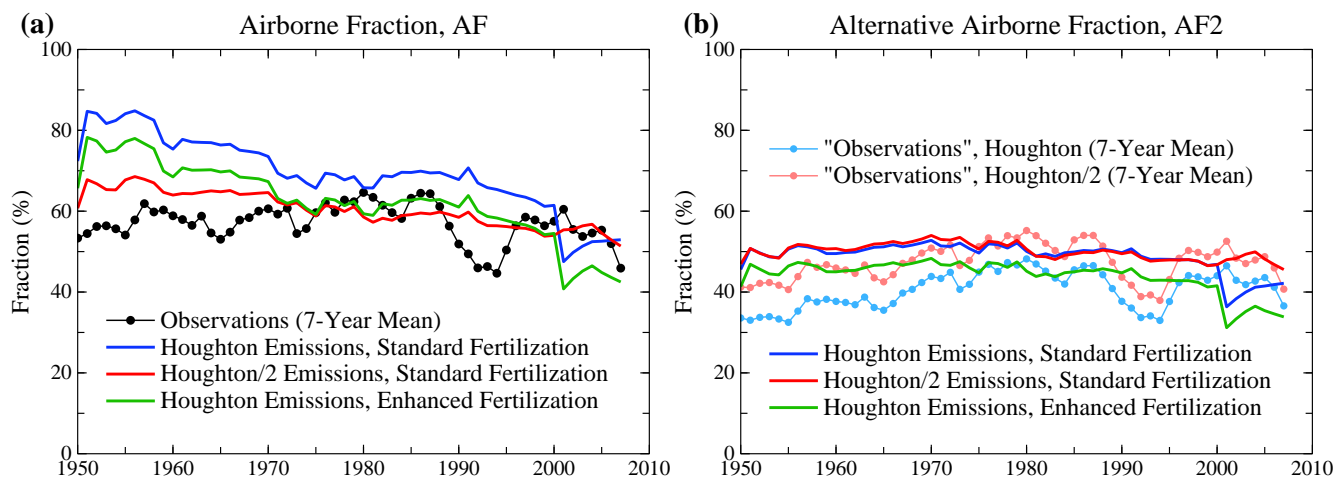 (a) Airborne Fraction, AF
Fraction (%)
100
80
60
40
20
0
Observations (7-Year Mean)
Houghton Emissions, Standard Fertilization
Houghton/2 Emissions, Standard Fertilization
Houghton Emissions, Enhanced Fertilization
1950 1960 1970 1980 1990 2000 2010
(b) Alternative Airborne Fraction, AF2
Fraction (%)
100
80
60
40
20
0
"Observations", Houghton (7-Year Mean)
"Observations", Houghton/2 (7-Year Mean)
Houghton Emissions, Standard Fertilization
Houghton/2 Emissions, Standard Fertilization
Houghton Emissions, Enhanced Fertilization
1950 1960 1970 1980 1990 2000 2010